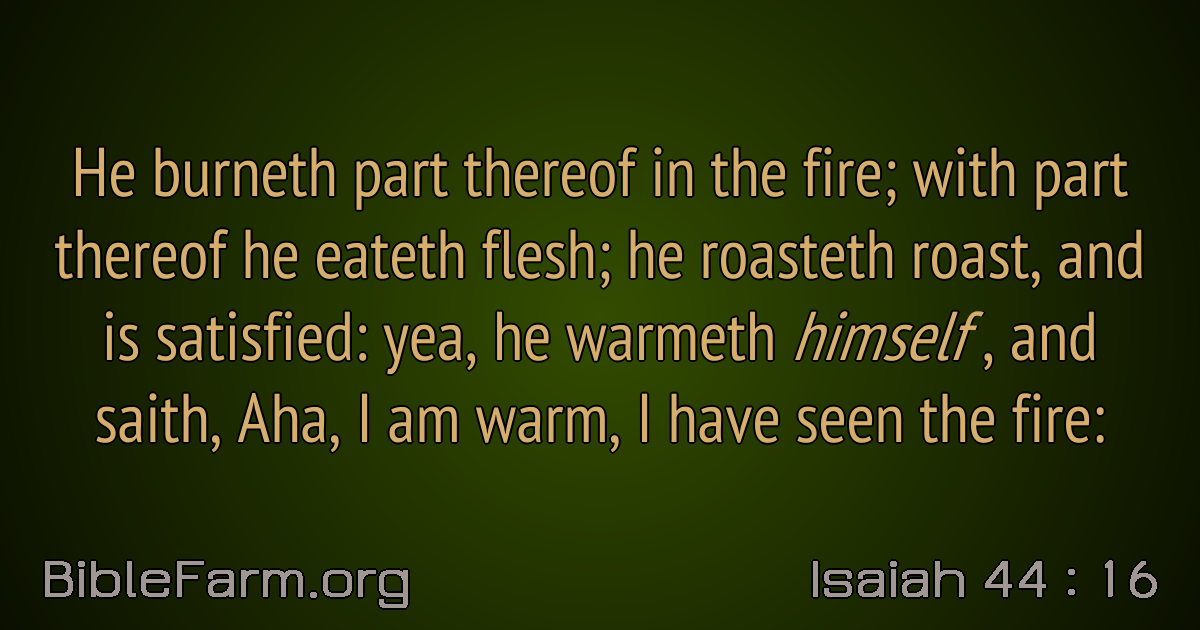 He burneth part thereof in the fire; with part
thereof he eateth flesh; he roasteth roast, and
is satisfied: yea, he warmeth himself , and
saith, Aha, I am warm, I have seen the fire:
BibleFarm.org
Isaiah 44 : 16